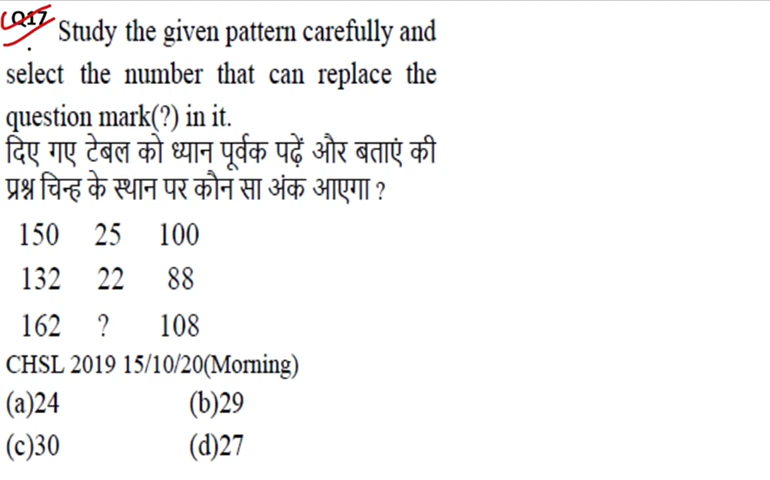 Q17
. Study the given pattern carefully and
select the number that can replace the
question mark(?) in it.
दिए गए टेबल को ध्यान पूर्वक पढ़ें और बताएं की
प्रश्न चिन्ह के स्थान पर कौन सा अंक आएगा ?
150 25 100
132 22 88
162 ? 108
CHSL 2019 15/10/20(Morning)
(a)24 (b)29
(c)30 (d)27